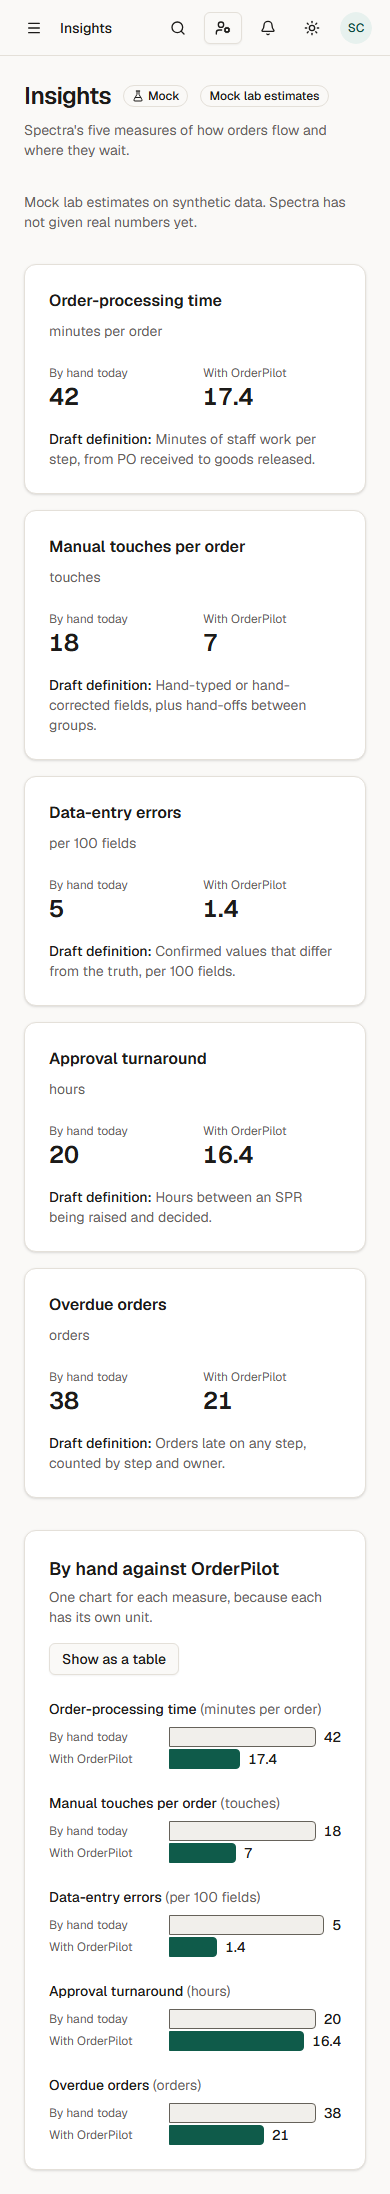 Insights
SC
Insights
Mock
Mock lab estimates
Spectra's five measures of how orders flow and
where they wait.
Mock lab estimates on synthetic data. Spectra has
not given real numbers yet.
Order-processing time
minutes per order
By hand today
With OrderPilot
42
17.4
Draft definition: Minutes of staff work per
step, from PO received to goods released.
Manual touches per order
touches
By hand today
With OrderPilot
18
7
Draft definition: Hand-typed or hand-
corrected fields, plus hand-offs between
groups.
Data-entry errors
per 100 fields
By hand today
With OrderPilot
5
1.4
Draft definition: Confirmed values that differ
from the truth, per 100 fields.
Approval turnaround
hours
By hand today
With OrderPilot
20
16.4
Draft definition: Hours between an SPR
being raised and decided.
Overdue orders
orders
By hand today
With OrderPilot
38
21
Draft definition: Orders late on any step,
counted by step and owner.
By hand against OrderPilot
One chart for each measure, because each
has its own unit.
Show as a table
Order-processing time (minutes per order)
By hand today 42
With OrderPilot 17.4
Manual touches per order (touches)
By hand today 18
With OrderPilot 7
Data-entry errors (per 100 fields)
By hand today 5
With OrderPilot 1.4
Approval turnaround (hours)
By hand today 20
With OrderPilot 16.4
Overdue orders (orders)
By hand today 38
With OrderPilot 21